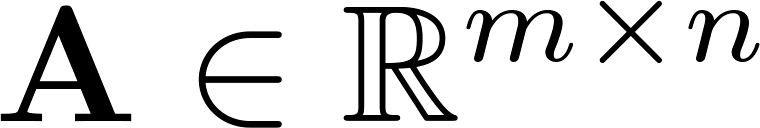 𝐀 ∈ ℝ^{m×n}